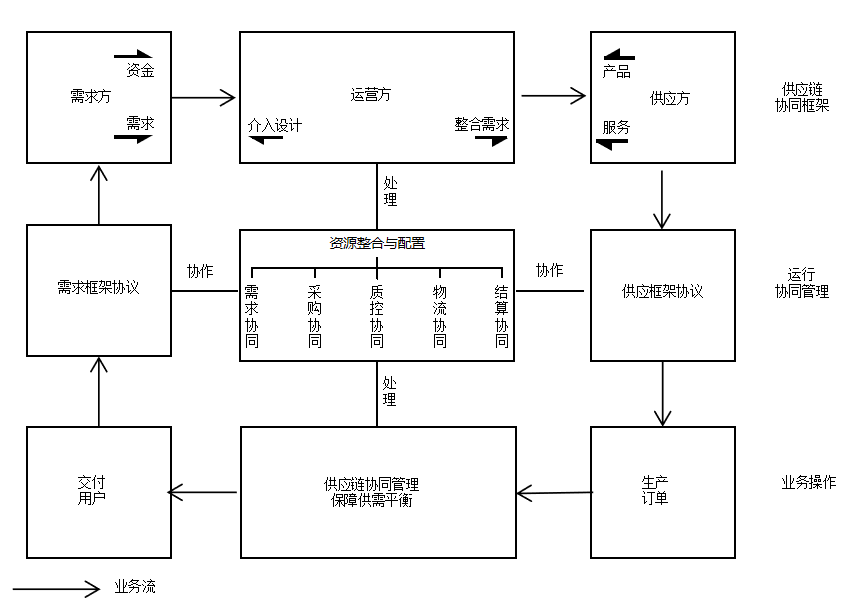 资金
需求方
需求
运营方
介入设计
整合需求
产品
供应方
服务
供应链
协同框架
处
理
需求框架协议
协作
资源整合与配置
需求协同
采购协同
质控协同
物流协同
结算协同
协作
供应框架协议
运行
协同管理
处
理
交付
用户
供应链协同管理
保障供需平衡
生产
订单
业务操作
业务流